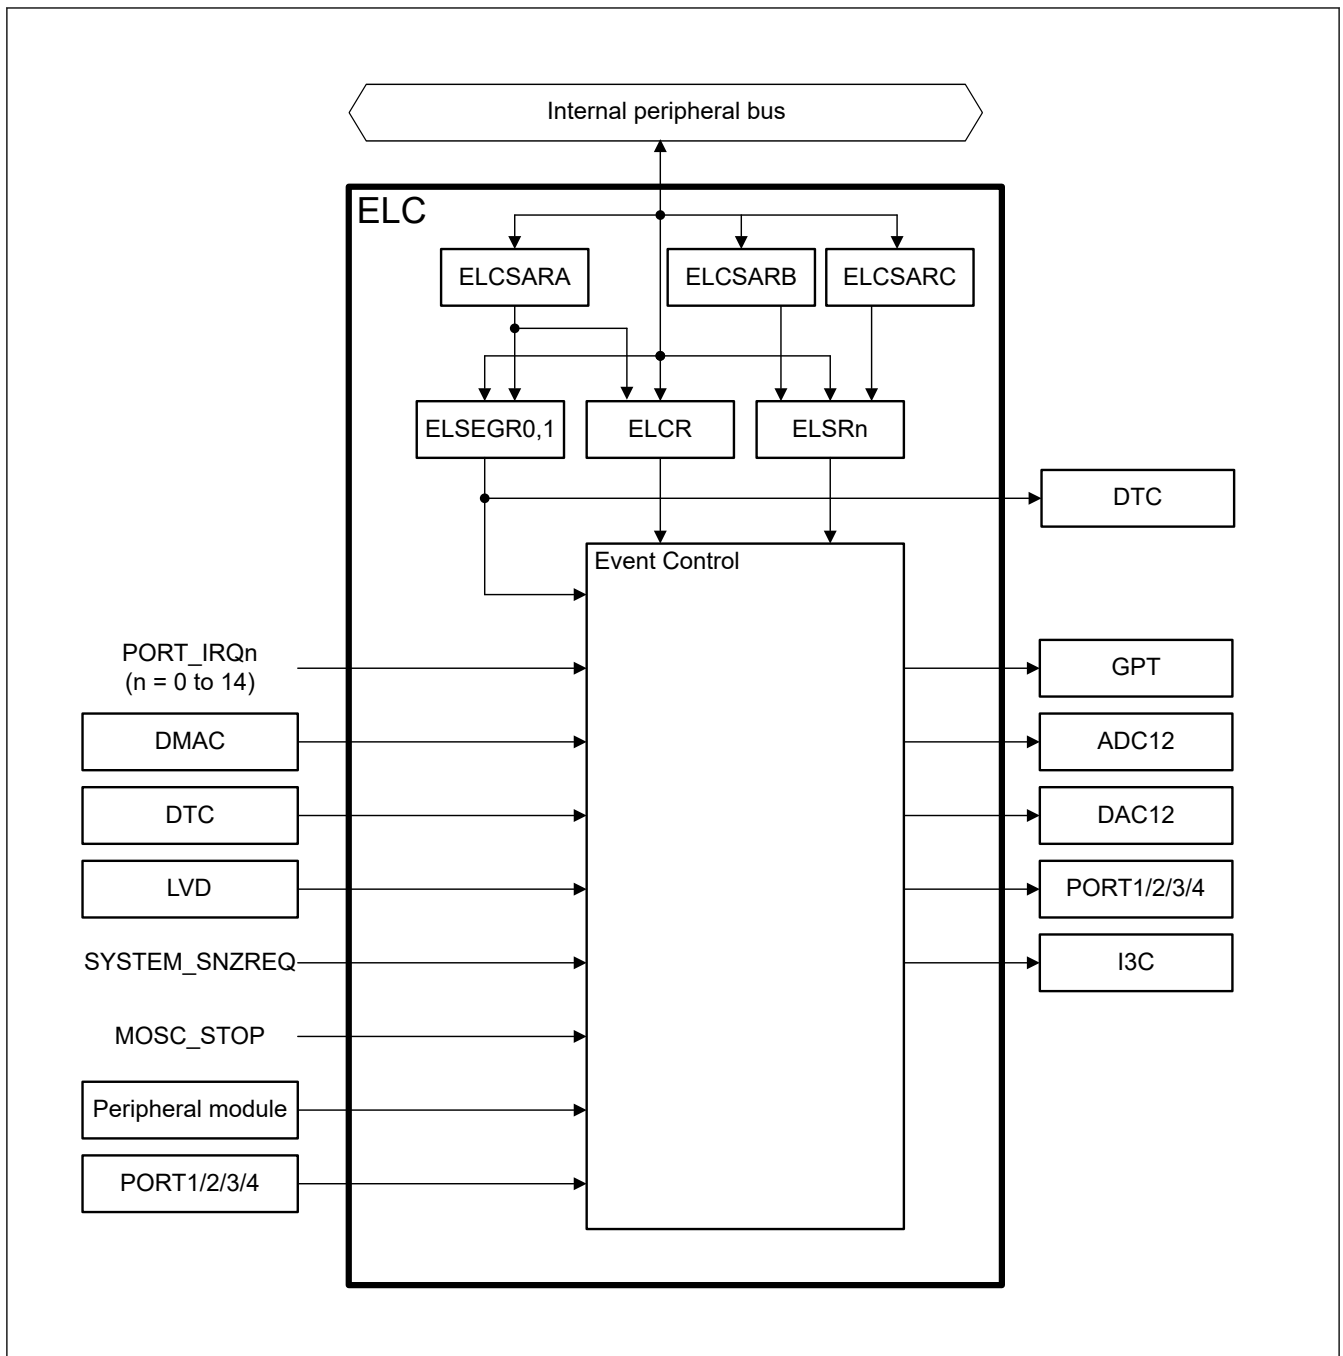 Internal peripheral bus
ELC
ELCSARA
ELCSARB
ELCSARC
ELSEGR0,1
ELCR
ELSRn
DTC
Event Control
PORT_IRQn
(n = 0 to 14)
GPT
DMAC
ADC12
DTC
DAC12
LVD
PORT1/2/3/4
SYSTEM_SNZREQ
I3C
MOSC_STOP
Peripheral module
PORT1/2/3/4